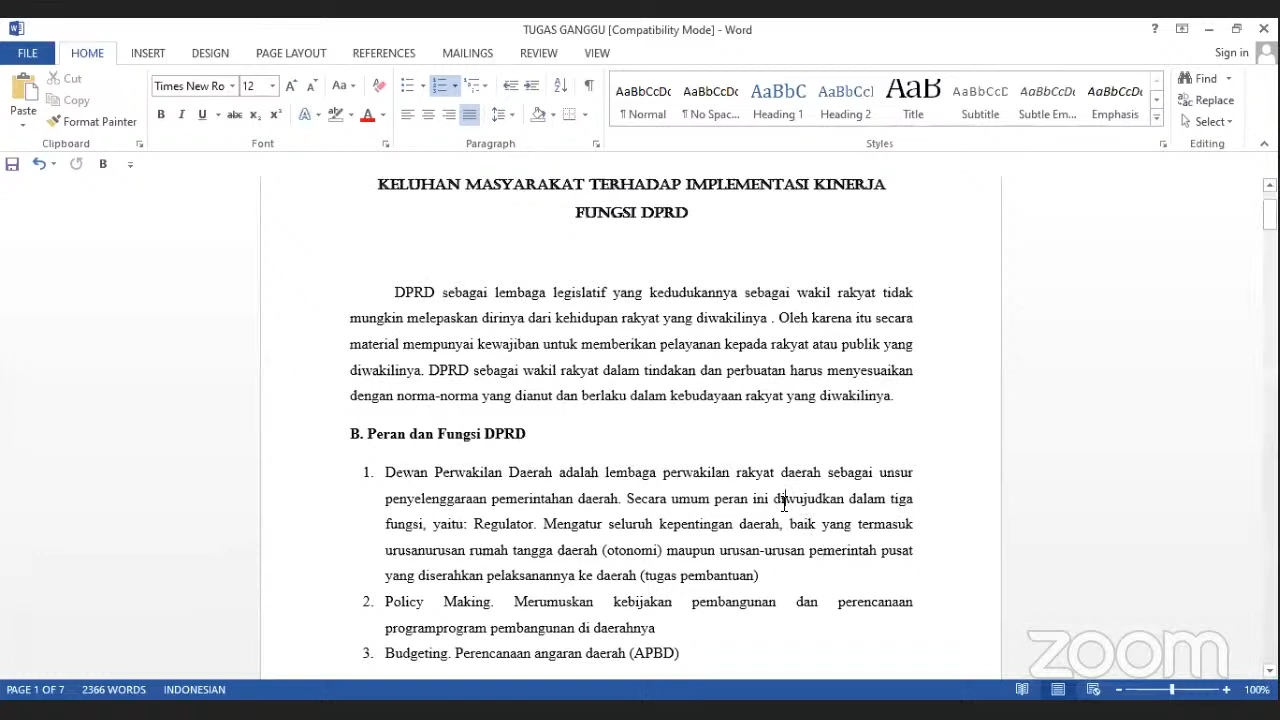 TUGAS GANGGU [Compatibility Mode] - Word
?
FILE HOME INSERT DESIGN PAGE LAYOUT REFERENCES MAILINGS REVIEW VIEW Sign in
Paste
Cut
Copy
Format Painter
Times New Ro 12
Aa
B I U abc x₂ x² A A
AaBbCcDc AaBbCcDc AaBbC AaBbCcI AaB AaBbCcD AaBbCcDc AaBbCcDc
¶ Normal ¶ No Spac... Heading 1 Heading 2 Title Subtitle Subtle Em... Emphasis
Find
Replace
Select
Clipboard Font Paragraph Styles Editing
B
KELUHAN MASYARAKAT TERHADAP IMPLEMENTASI KINERJA
FUNGSI DPRD
DPRD sebagai lembaga legislatif yang kedudukannya sebagai wakil rakyat tidak
mungkin melepaskan dirinya dari kehidupan rakyat yang diwakilinya . Oleh karena itu secara
material mempunyai kewajiban untuk memberikan pelayanan kepada rakyat atau publik yang
diwakilinya. DPRD sebagai wakil rakyat dalam tindakan dan perbuatan harus menyesuaikan
dengan norma-norma yang dianut dan berlaku dalam kebudayaan rakyat yang diwakilinya.
B. Peran dan Fungsi DPRD
1. Dewan Perwakilan Daerah adalah lembaga perwakilan rakyat daerah sebagai unsur
penyelenggaraan pemerintahan daerah. Secara umum peran ini diwujudkan dalam tiga
fungsi, yaitu: Regulator. Mengatur seluruh kepentingan daerah, baik yang termasuk
urusanurusan rumah tangga daerah (otonomi) maupun urusan-urusan pemerintah pusat
yang diserahkan pelaksanannya ke daerah (tugas pembantuan)
2. Policy Making. Merumuskan kebijakan pembangunan dan perencanaan
programprogram pembangunan di daerahnya
3. Budgeting. Perencanaan angaran daerah (APBD)
zoom
PAGE 1 OF 7 2366 WORDS INDONESIAN 100%